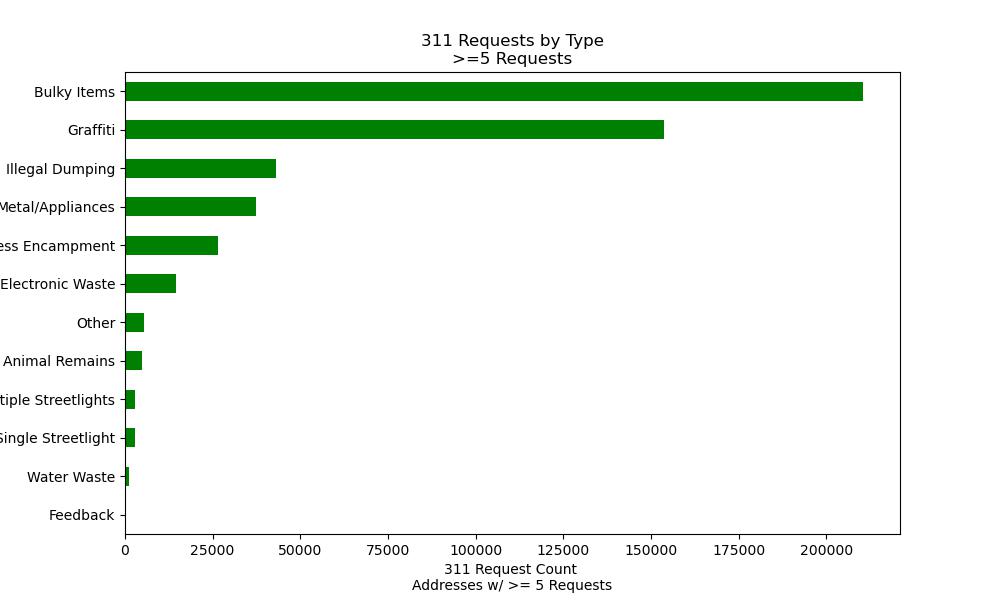 311 Requests by Type
>=5 Requests
Bulky Items
Graffiti
Illegal Dumping
Metal/Appliances
ess Encampment
Electronic Waste
Other
Animal Remains
tiple Streetlights
Single Streetlight
Water Waste
Feedback
0 25000 50000 75000 100000 125000 150000 175000 200000
311 Request Count
Addresses w/ >= 5 Requests